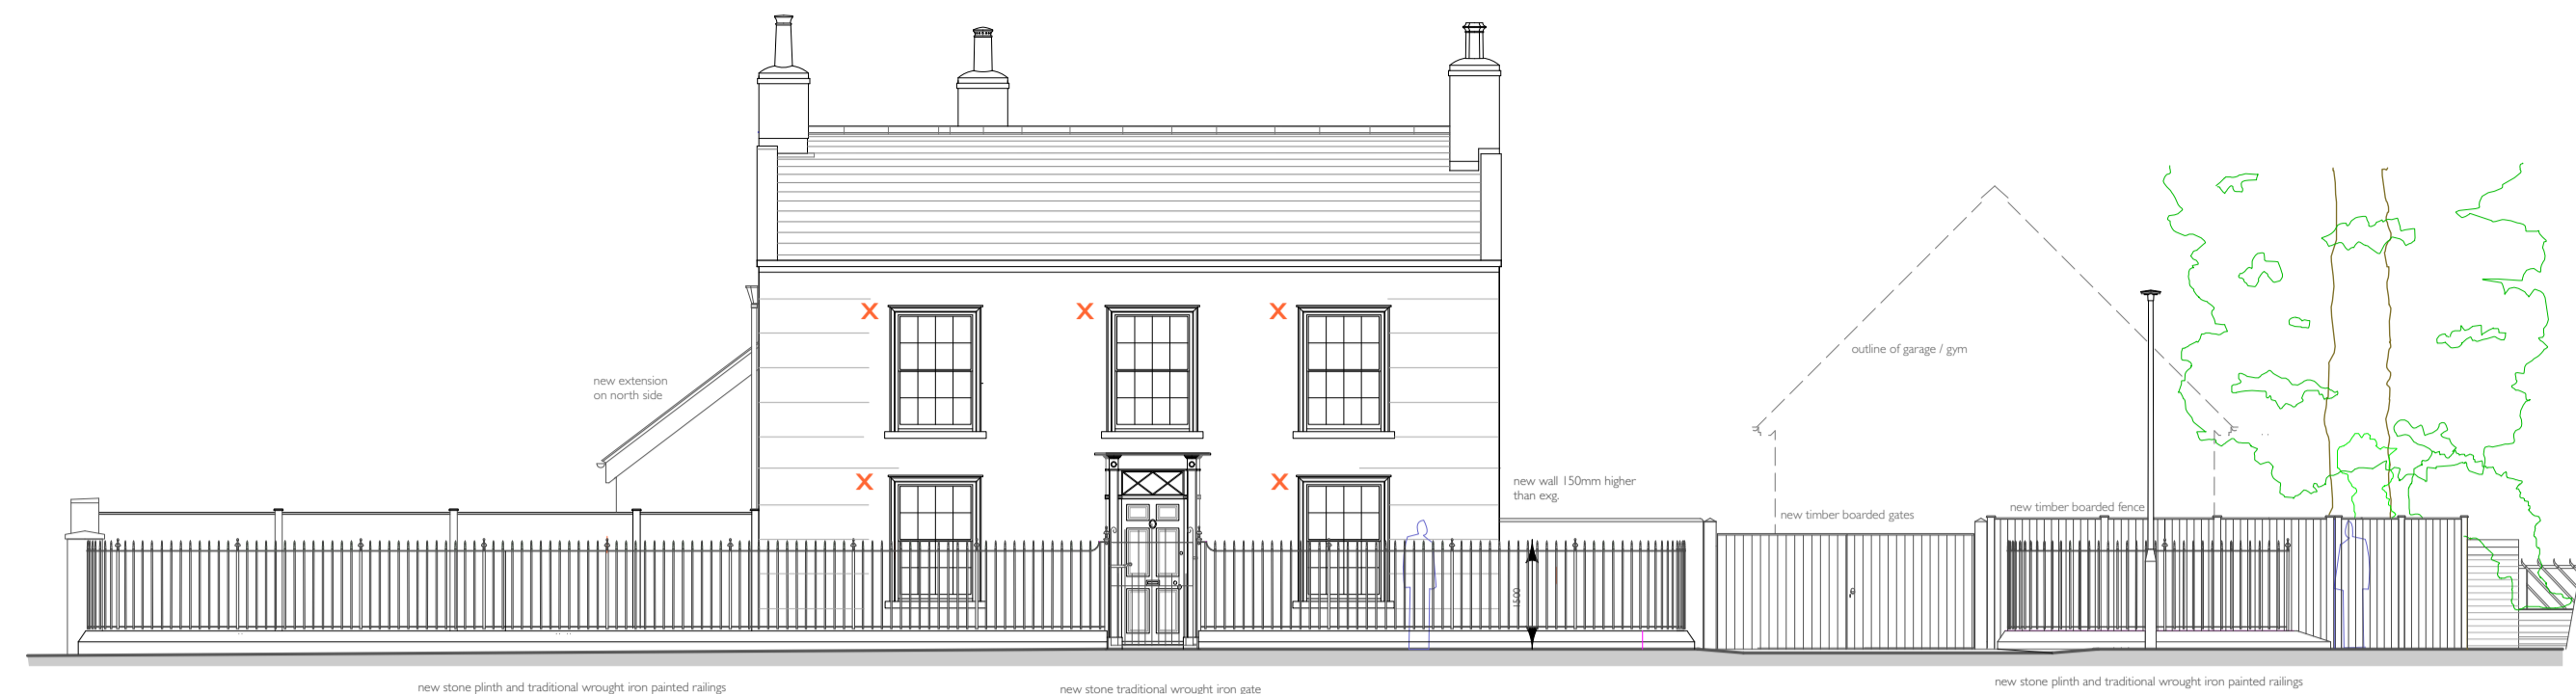 X
X
X
outline of garage / gym
new extension
on north side
X
X
new wall 150mm higher
than exg.
new timber boarded gates
new timber boarded fence
1500
new stone plinth and traditional wrought iron painted railings
new stone traditional wrought iron gate
new stone plinth and traditional wrought iron painted railings